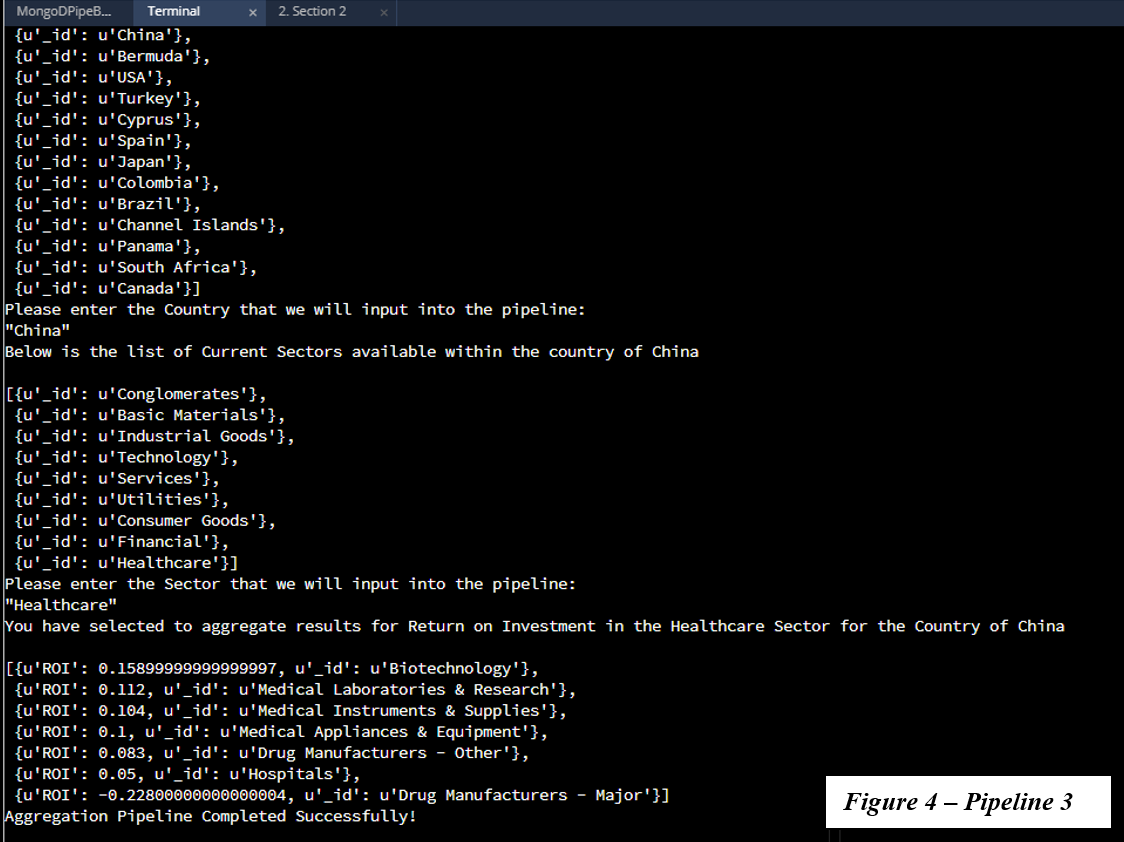 MongoDPipeB... Terminal × 2. Section 2 ×
{u'_id': u'China'},
{u'_id': u'Bermuda'},
{u'_id': u'USA'},
{u'_id': u'Turkey'},
{u'_id': u'Cyprus'},
{u'_id': u'Spain'},
{u'_id': u'Japan'},
{u'_id': u'Colombia'},
{u'_id': u'Brazil'},
{u'_id': u'Channel Islands'},
{u'_id': u'Panama'},
{u'_id': u'South Africa'},
{u'_id': u'Canada'}]
Please enter the Country that we will input into the pipeline:
"China"
Below is the list of Current Sectors available within the country of China
[{u'_id': u'Conglomerates'},
{u'_id': u'Basic Materials'},
{u'_id': u'Industrial Goods'},
{u'_id': u'Technology'},
{u'_id': u'Services'},
{u'_id': u'Utilities'},
{u'_id': u'Consumer Goods'},
{u'_id': u'Financial'},
{u'_id': u'Healthcare'}]
Please enter the Sector that we will input into the pipeline:
"Healthcare"
You have selected to aggregate results for Return on Investment in the Healthcare Sector for the Country of China
[{u'ROI': 0.15899999999999997, u'_id': u'Biotechnology'},
{u'ROI': 0.112, u'_id': u'Medical Laboratories & Research'},
{u'ROI': 0.104, u'_id': u'Medical Instruments & Supplies'},
{u'ROI': 0.1, u'_id': u'Medical Appliances & Equipment'},
{u'ROI': 0.083, u'_id': u'Drug Manufacturers - Other'},
{u'ROI': 0.05, u'_id': u'Hospitals'},
{u'ROI': -0.22800000000000004, u'_id': u'Drug Manufacturers - Major'}]
Aggregation Pipeline Completed Successfully!
Figure 4 – Pipeline 3